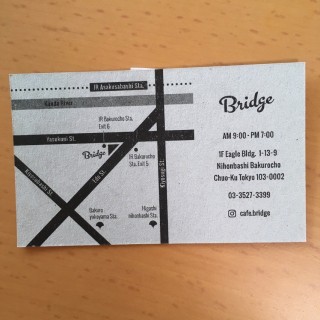 JR Asakusabashi Sta.
Kanda River
JR Bakurocho Sta.
Exit 6
Yasukuni St.
Bridge
JR Bakurocho
Sta. Exit 5
Edo St.
Kiyosugi St.
Bakuro
yokoyama Sta.
Higashi
nihonbashi Sta.
Bridge
AM 9:00 - PM 7:00
1F Eagle Bldg. 1-13-9
Nihonbashi Bakurocho
Chuo-Ku Tokyo 103-0002
03-3527-3399
cafe.bridge